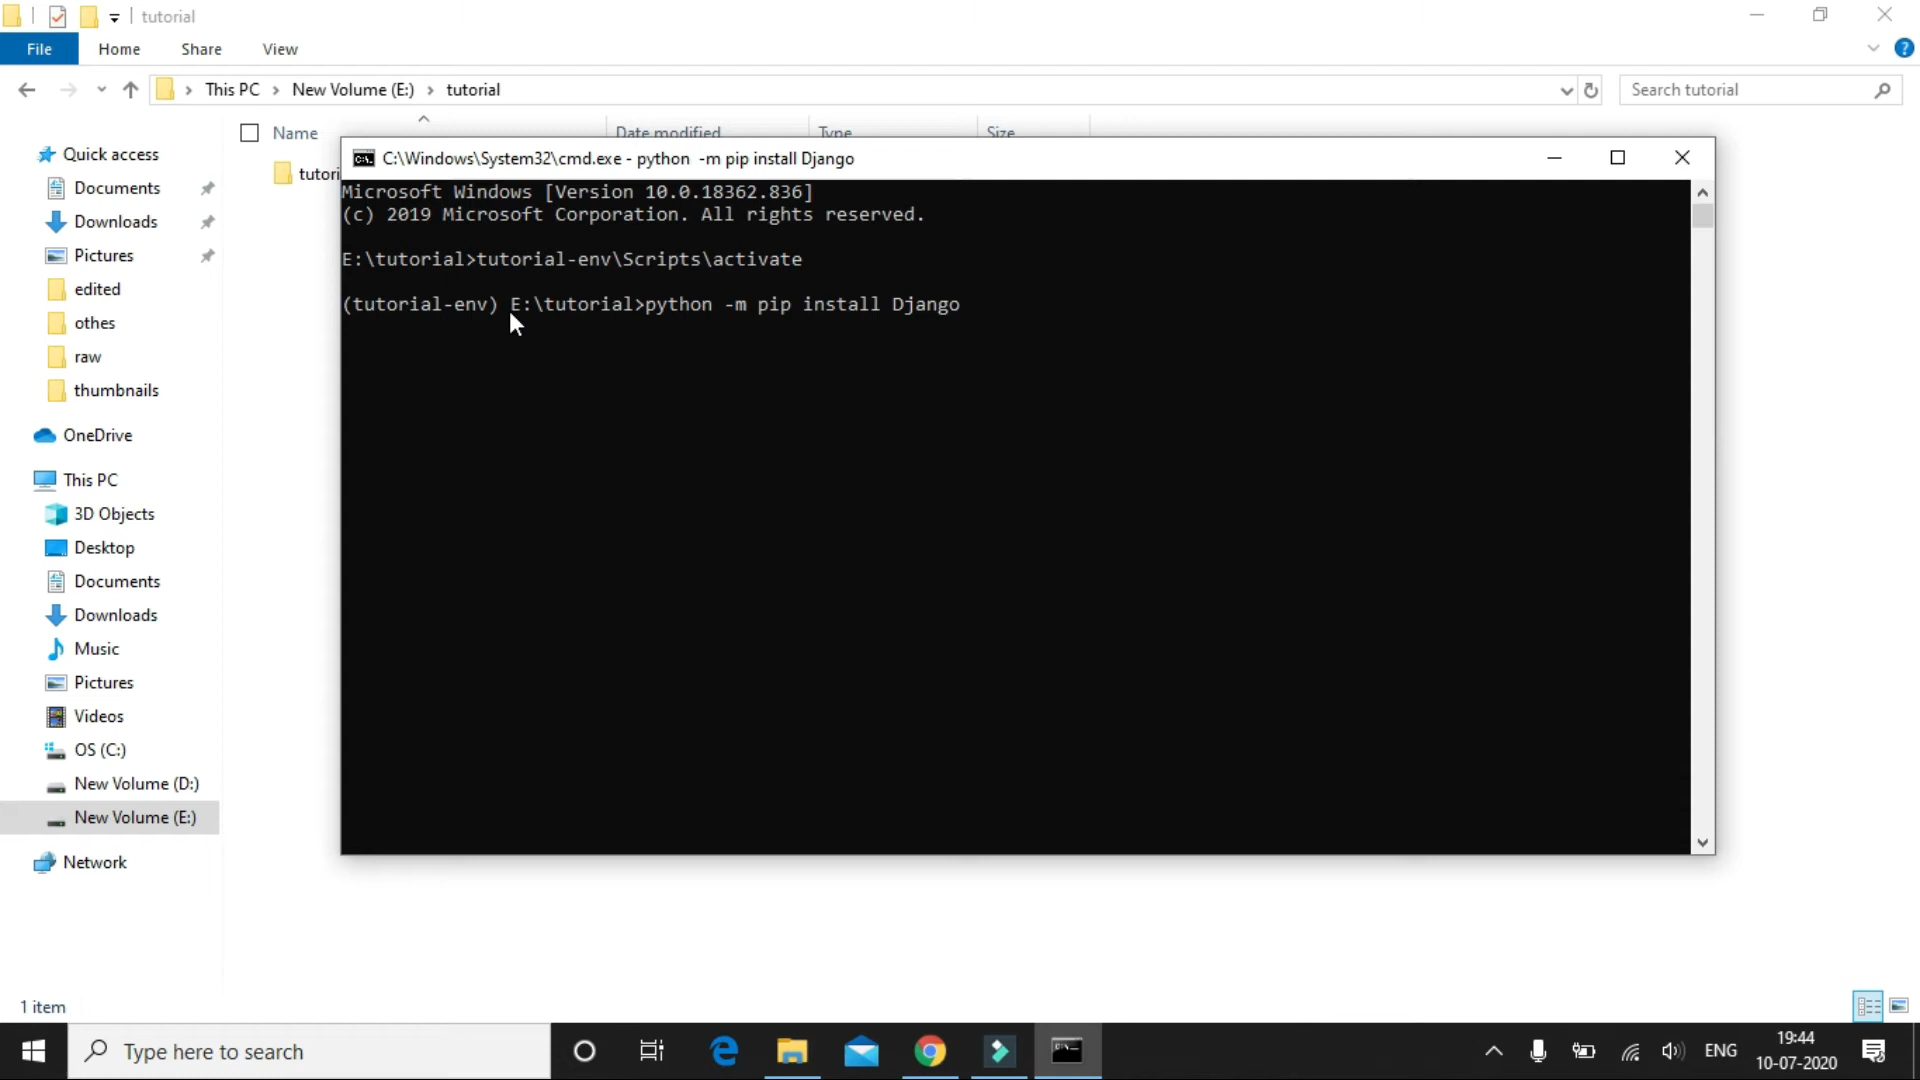 tutorial
File Home Share View
This PC > New Volume (E:) > tutorial
Search tutorial
Name Date modified Type Size
Quick access
Documents
Downloads
Pictures
edited
othes
raw
thumbnails
OneDrive
This PC
3D Objects
Desktop
Documents
Downloads
Music
Pictures
Videos
OS (C:)
New Volume (D:)
New Volume (E:)
Network
tutori
C:\Windows\System32\cmd.exe - python  -m pip install Django
Microsoft Windows [Version 10.0.18362.836]
(c) 2019 Microsoft Corporation. All rights reserved.
E:\tutorial>tutorial-env\Scripts\activate
(tutorial-env) E:\tutorial>python -m pip install Django
1 item
Type here to search
ENG
19:44
10-07-2020